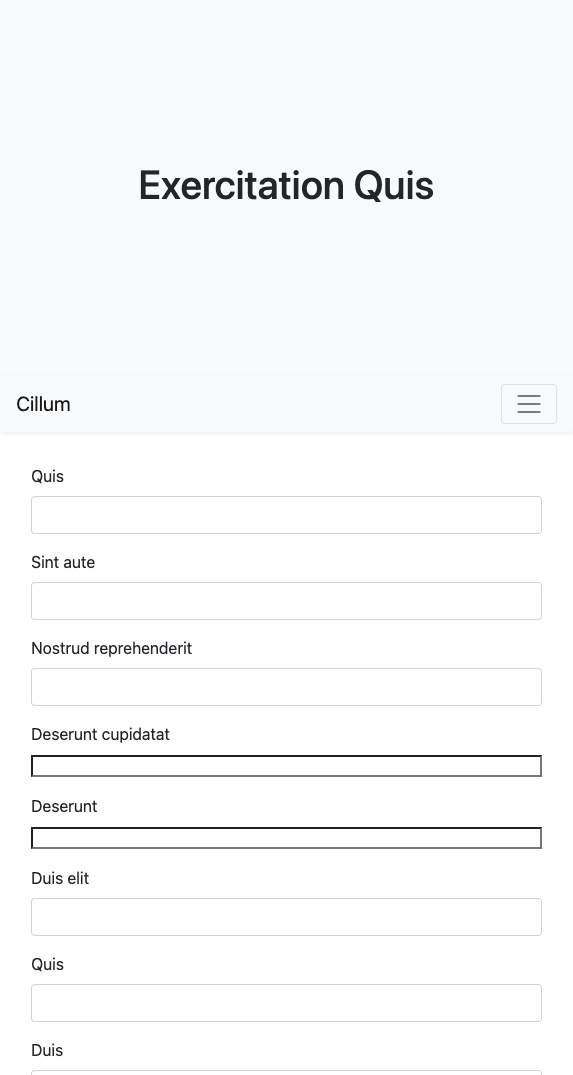 Exercitation Quis
Cillum
Quis
Sint aute
Nostrud reprehenderit
Deserunt cupidatat
Deserunt
Duis elit
Quis
Duis